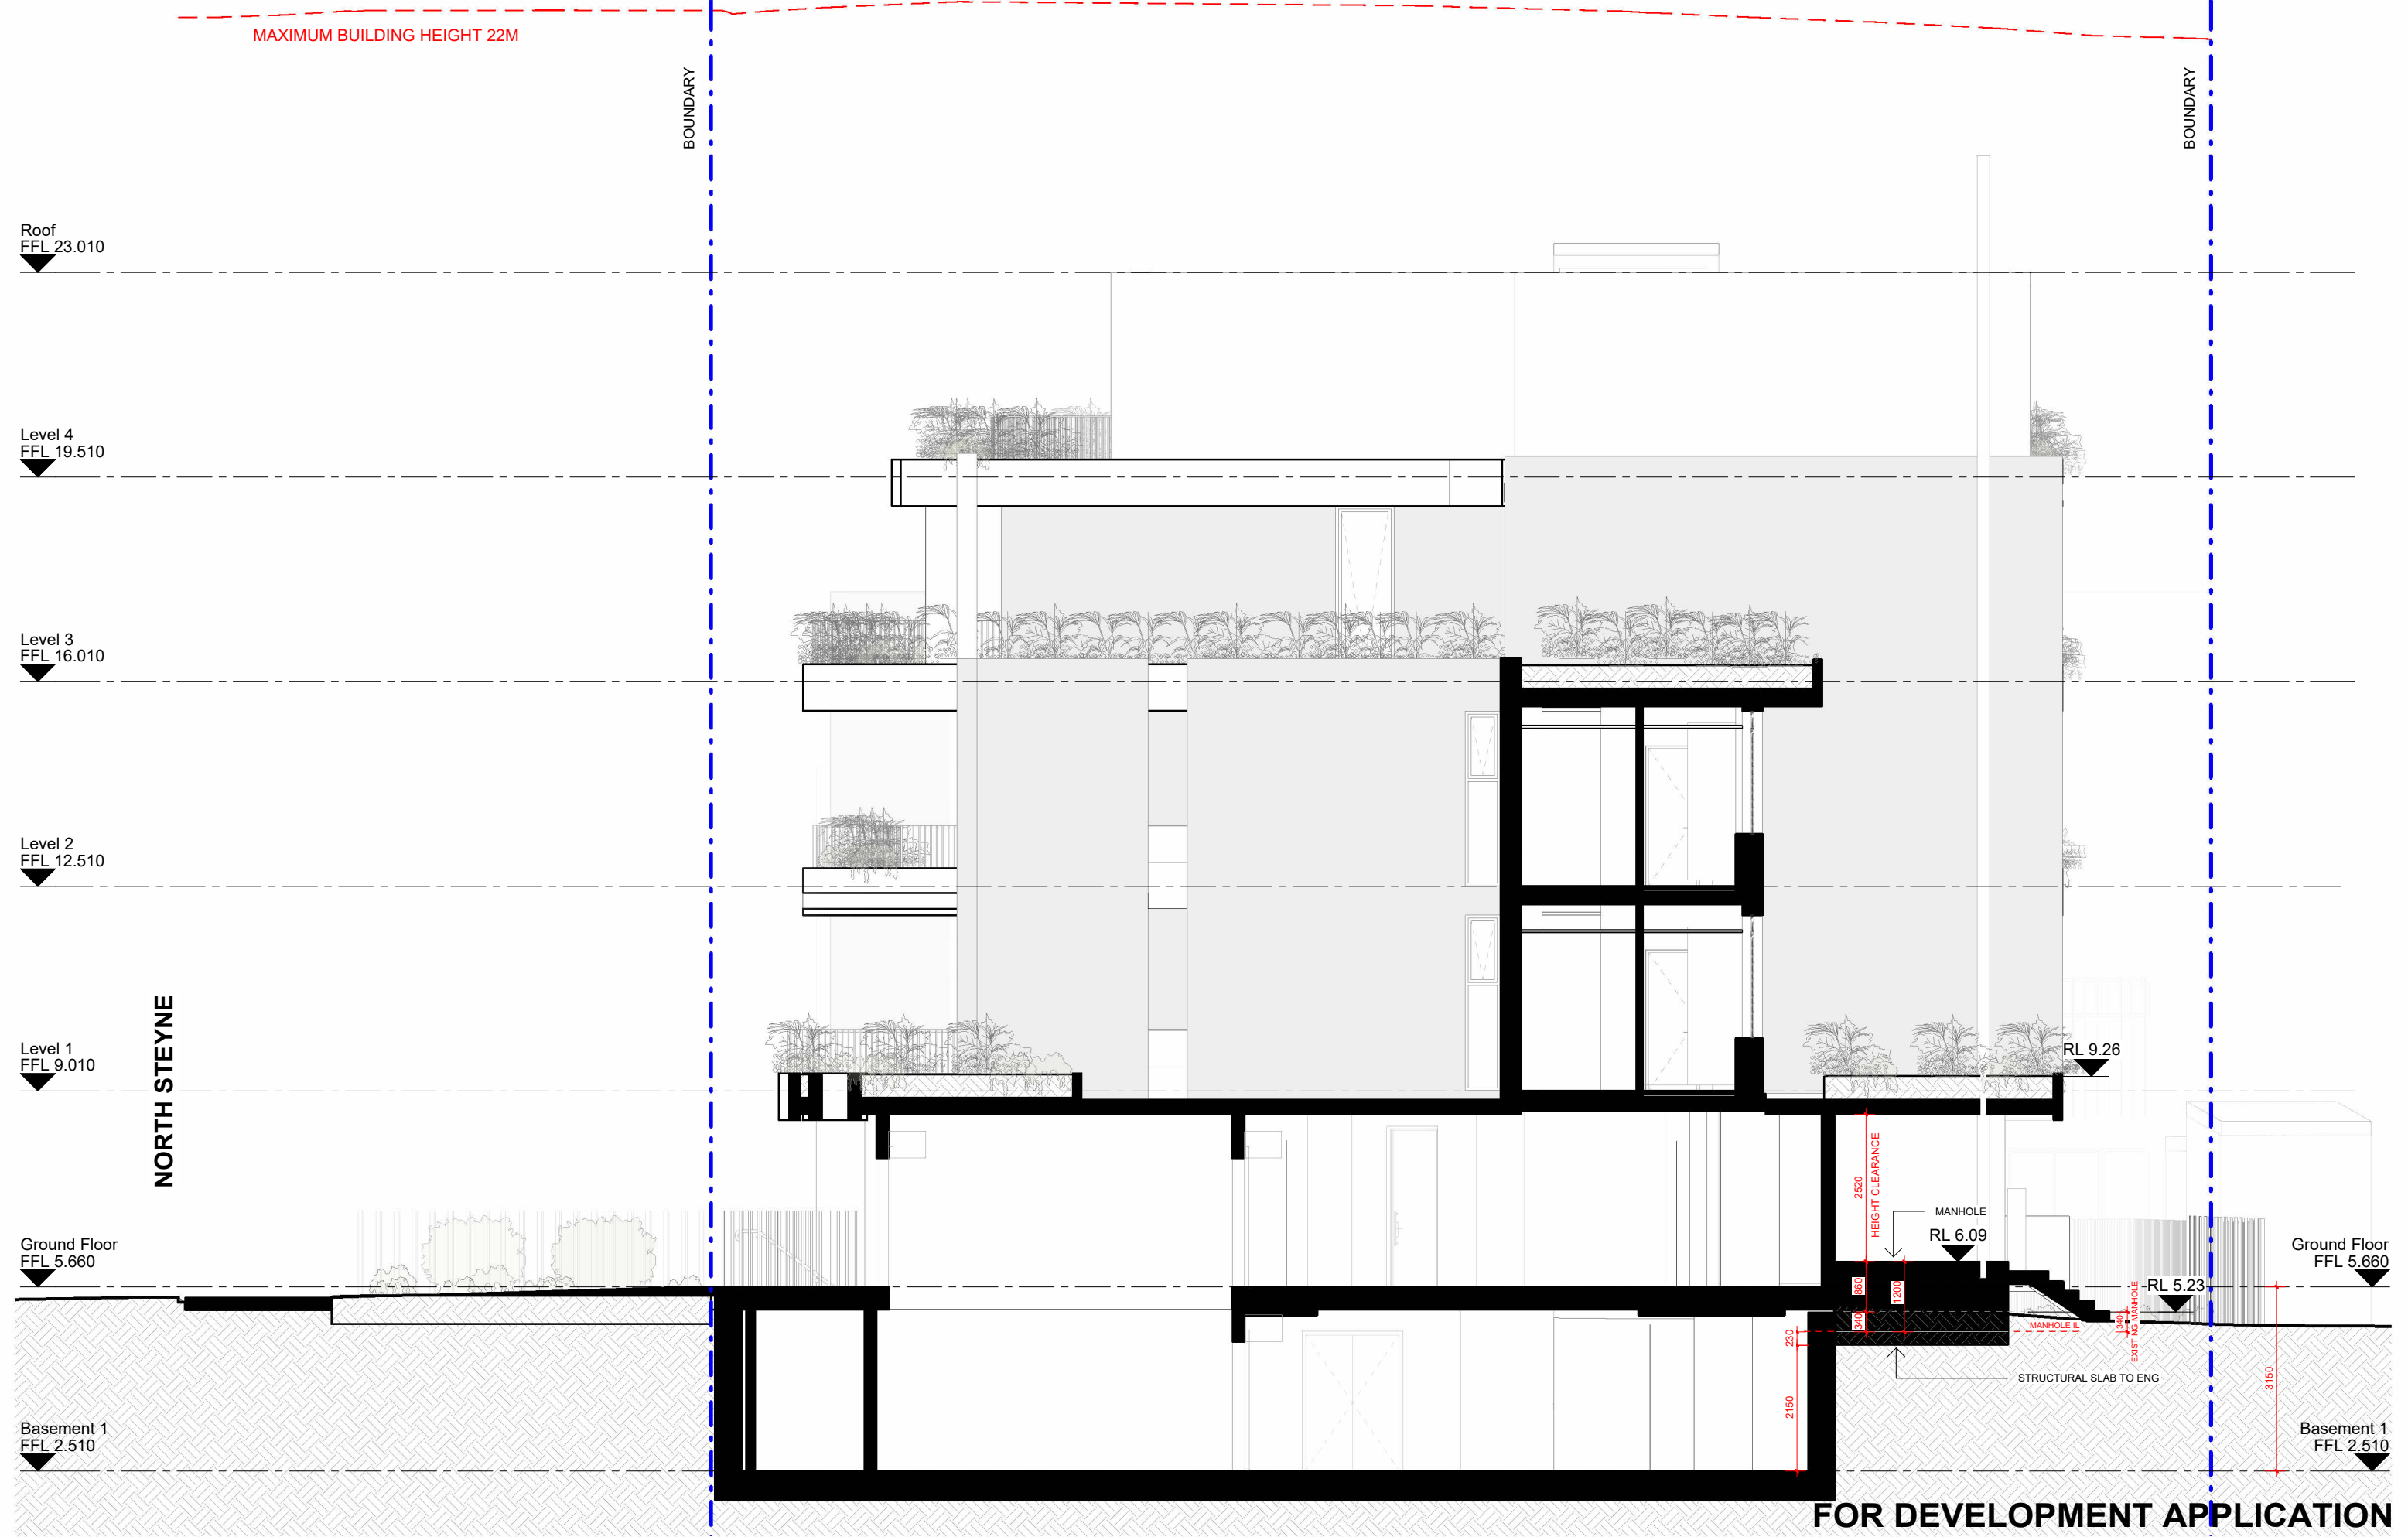 MAXIMUM BUILDING HEIGHT 22M
BOUNDARY
BOUNDARY
Roof
FFL 23.010
Level 4
FFL 19.510
Level 3
FFL 16.010
Level 2
FFL 12.510
Level 1
FFL 9.010
NORTH STEYNE
RL 9.26
2520
HEIGHT CLEARANCE
MANHOLE
RL 6.09
Ground Floor
FFL 5.660
Ground Floor
FFL 5.660
860
1200
RL 5.23
340
230
MANHOLE IL
340
EXISTING MANHOLE
STRUCTURAL SLAB TO ENG
2150
3150
Basement 1
FFL 2.510
Basement 1
FFL 2.510
FOR DEVELOPMENT APPLICATION